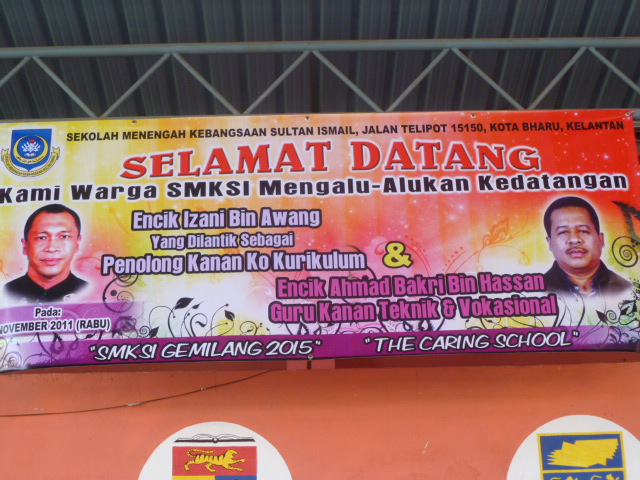 SEKOLAH MENENGAH KEBANGSAAN SULTAN ISMAIL, JALAN TELIPOT 15150, KOTA BHARU, KELANTAN
SELAMAT DATANG
Kami Warga SMKSI Mengalu-Alukan Kedatangan
Encik Izani Bin Awang
Yang Dilantik Sebagai
Penolong Kanan Ko Kurikulum
&
Encik Ahmad Bakri Bin Hassan
Guru Kanan Teknik & Vokasional
Pada:
NOVEMBER 2011 (RABU)
"SMKSI GEMILANG 2015" "THE CARING SCHOOL"